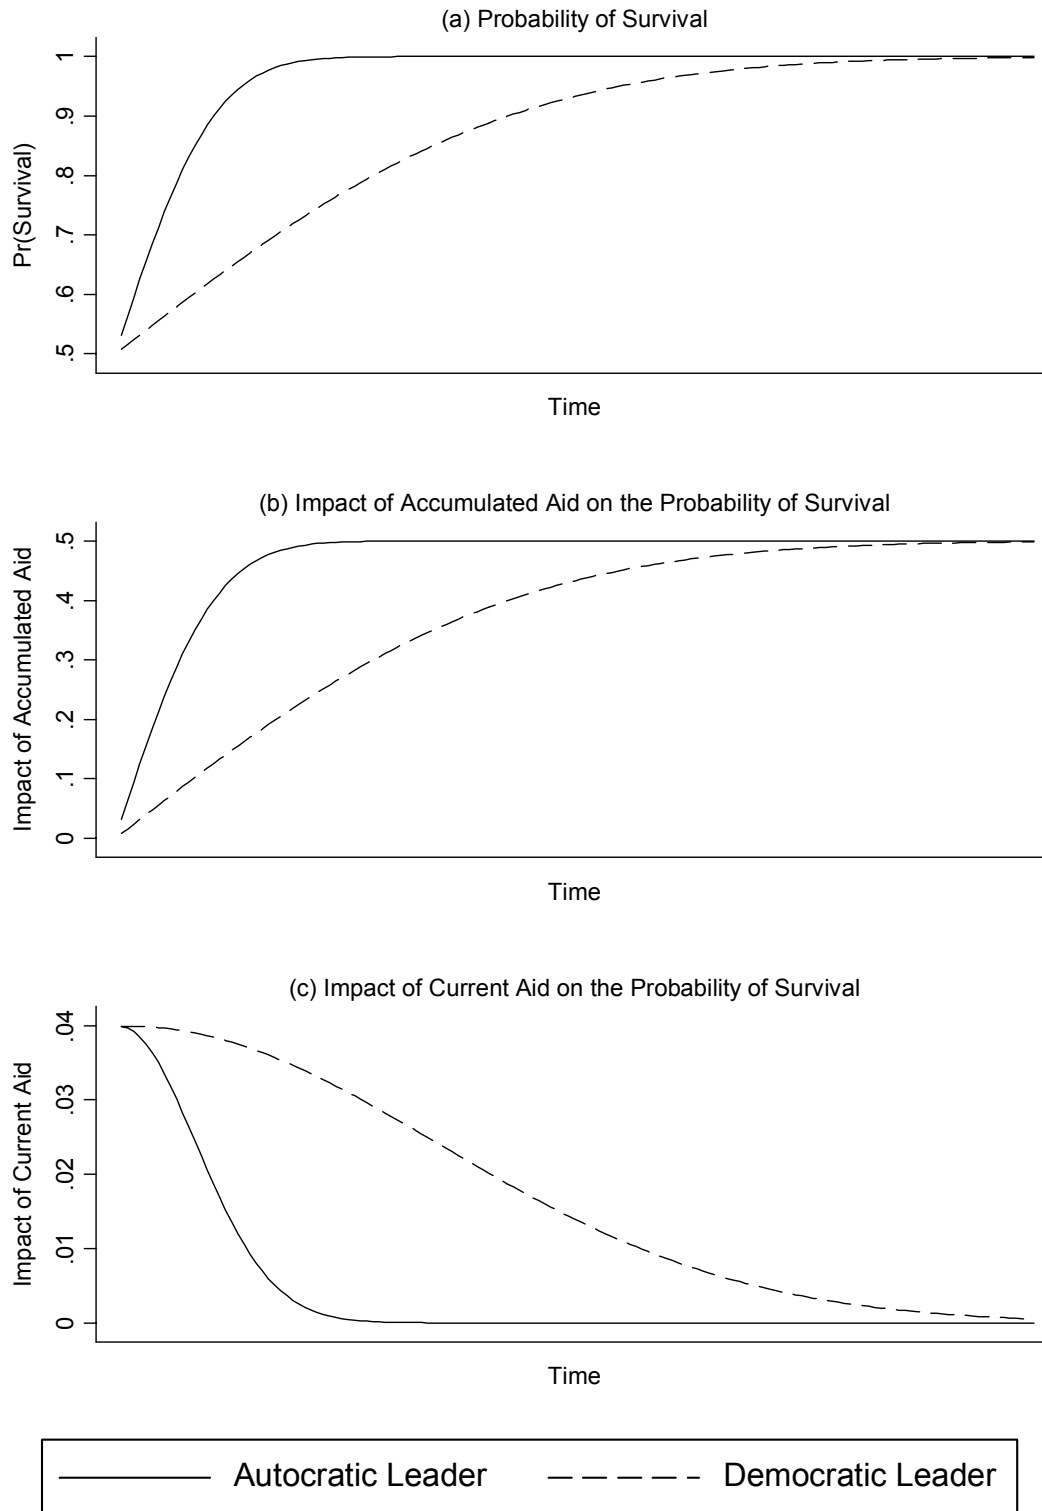 (a) Probability of Survival
Pr(Survival)
1
.9
.8
.7
.6
.5
Time
(b) Impact of Accumulated Aid on the Probability of Survival
Impact of Accumulated Aid
.5
.4
.3
.2
.1
0
Time
(c) Impact of Current Aid on the Probability of Survival
Impact of Current Aid
.04
.03
.02
.01
0
Time
Autocratic Leader
Democratic Leader